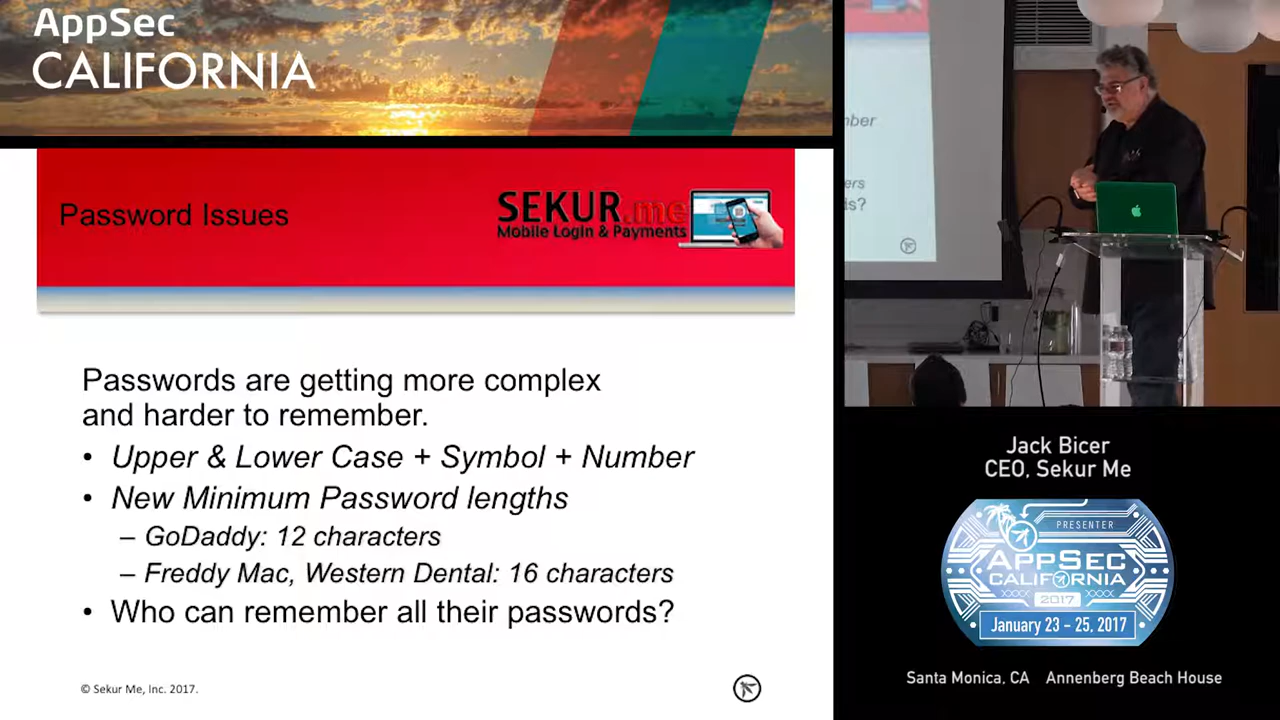 AppSec
CALIFORNIA
Password Issues
SEKUR.me
Mobile Login & Payments
Passwords are getting more complex
and harder to remember.
• Upper & Lower Case + Symbol + Number
• New Minimum Password lengths
– GoDaddy: 12 characters
– Freddy Mac, Western Dental: 16 characters
• Who can remember all their passwords?
© Sekur Me, Inc. 2017.
mber
ers
ds?
Jack Bicer
CEO, Sekur Me
PRESENTER
APPSEC
CALIFORNIA
2017
January 23 - 25, 2017
Santa Monica, CA Annenberg Beach House